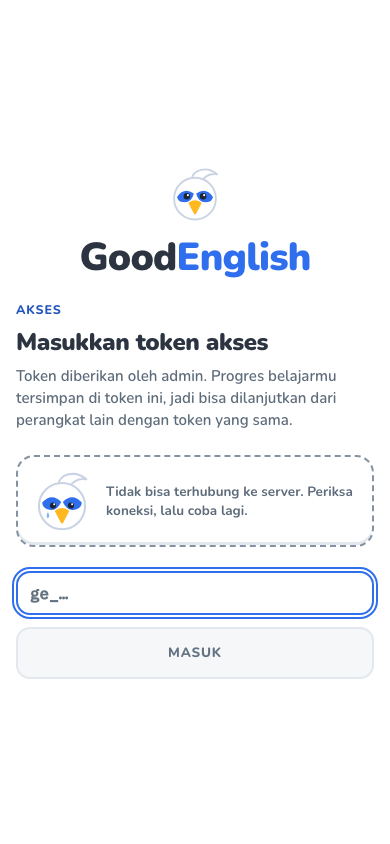 GoodEnglish
AKSES
Masukkan token akses
Token diberikan oleh admin. Progres belajarmu
tersimpan di token ini, jadi bisa dilanjutkan dari
perangkat lain dengan token yang sama.
Tidak bisa terhubung ke server. Periksa
koneksi, lalu coba lagi.
ge_…
MASUK